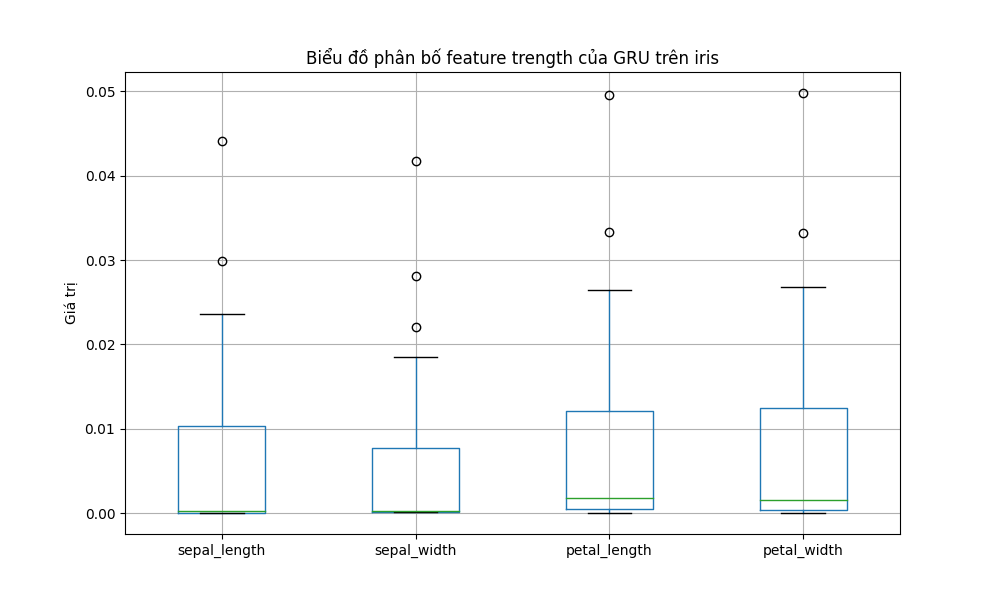 Biểu đồ phân bố feature trength của GRU trên iris
0.05
0.04
0.03
0.02
0.01
0.00
Giá trị
sepal_length
sepal_width
petal_length
petal_width